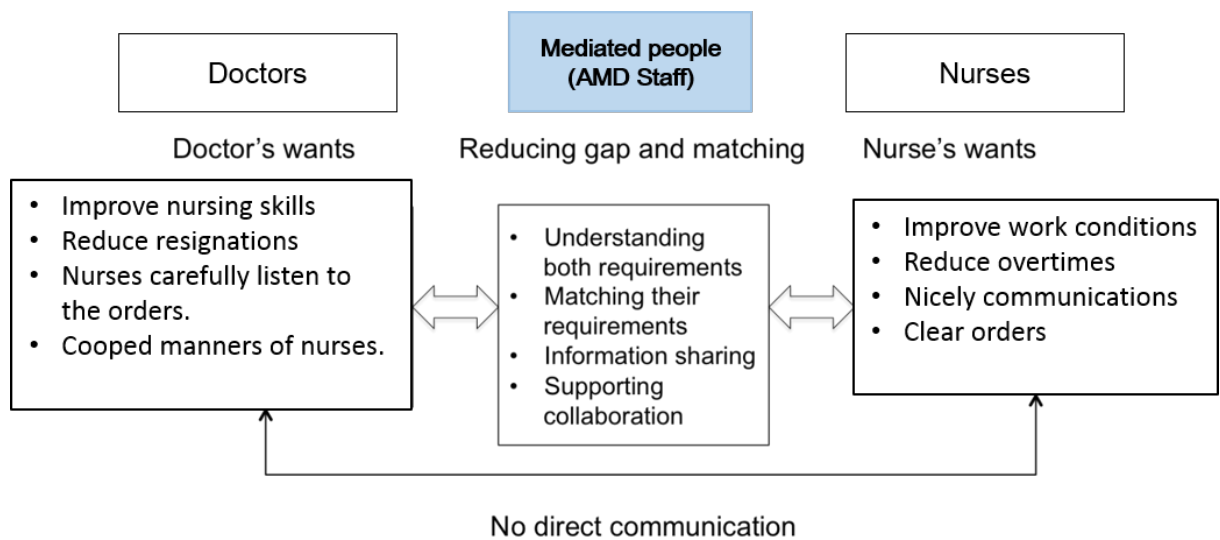 Doctors
Mediated people
(AMD Staff)
Nurses
Doctor's wants
Reducing gap and matching
Nurse's wants
• Improve nursing skills
• Reduce resignations
• Nurses carefully listen to
the orders.
• Cooped manners of nurses.
• Understanding
both requirements
• Matching their
requirements
• Information sharing
• Supporting
collaboration
• Improve work conditions
• Reduce overtimes
• Nicely communications
• Clear orders
No direct communication